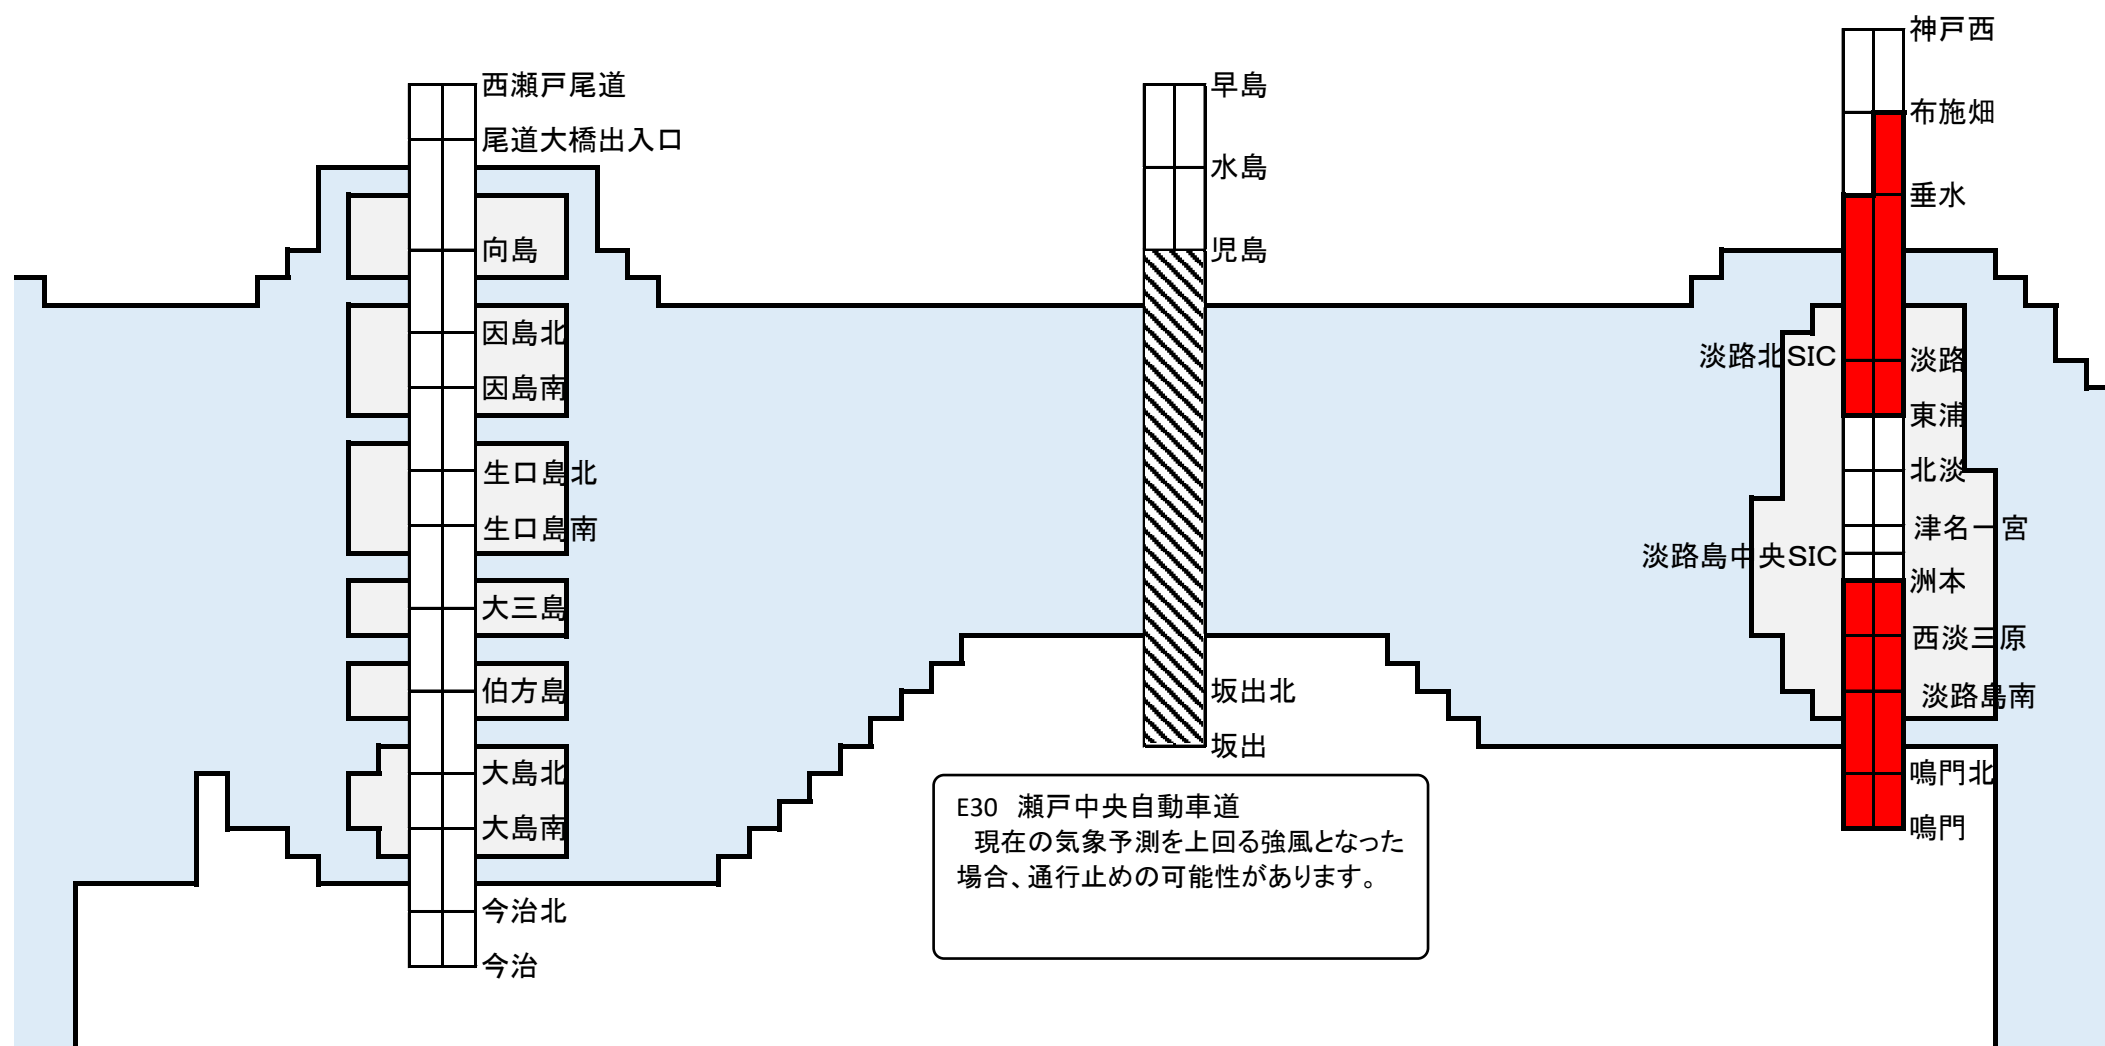 西瀬戸尾道
尾道大橋出入口
向島
因島北
因島南
生口島北
生口島南
大三島
伯方島
大島北
大島南
今治北
今治
早島
水島
児島
坂出北
坂出
E30 瀬戸中央自動車道
現在の気象予測を上回る強風となった
場合、通行止めの可能性があります。
神戸西
布施畑
垂水
淡路北SIC
淡路
東浦
北淡
津名一宮
淡路島中央SIC
洲本
西淡三原
淡路島南
鳴門北
鳴門